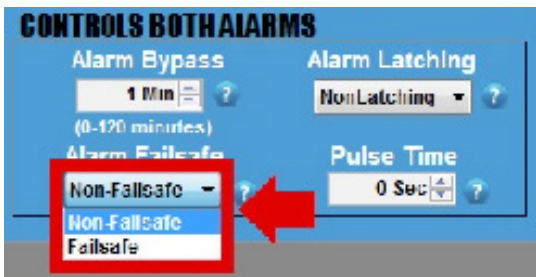 CONTROLS BOTH ALARMS
Alarm Bypass
1 Min
(0-120 minutes)
Alarm Latching
NonLatching
Alarm Failsafe
Non-Failsafe
Non-Failsafe
Failsafe
Pulse Time
0 Sec